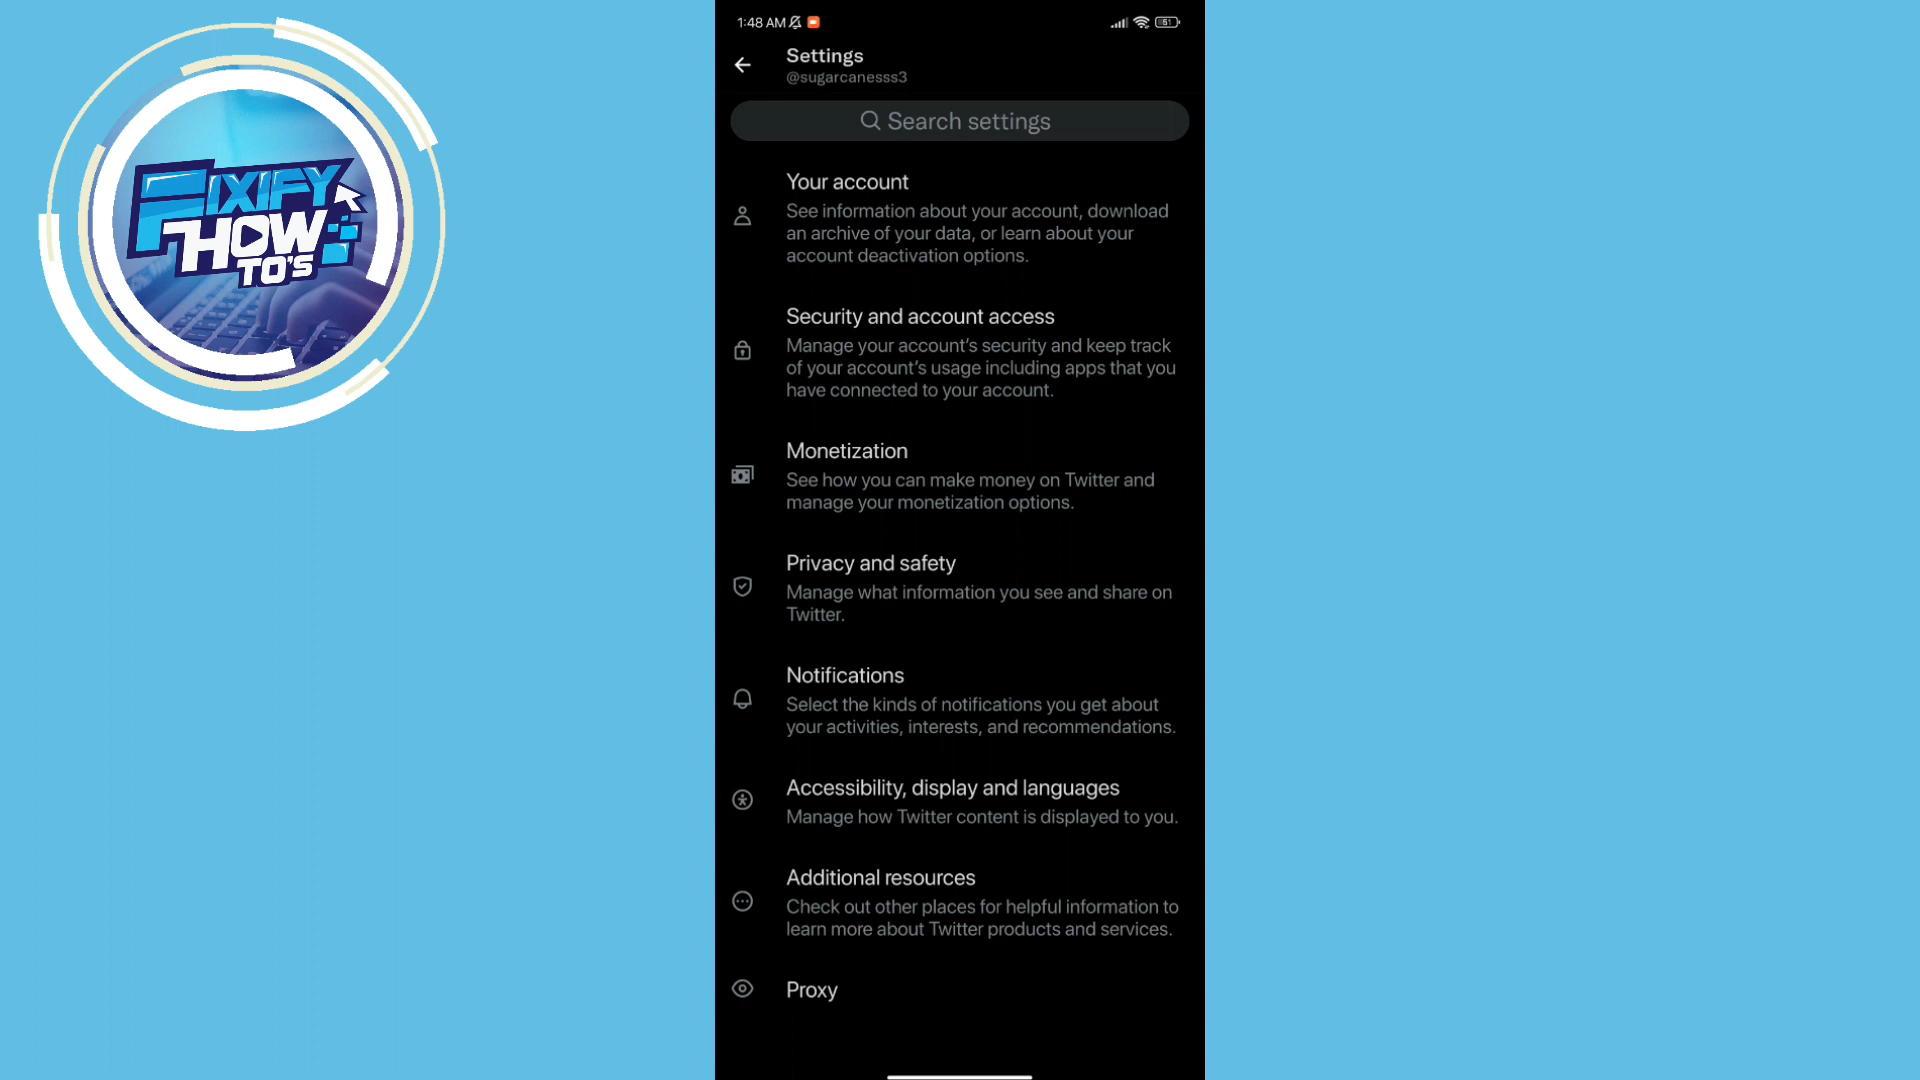 FIXIFY
HOW
TO'S
1:48 AM
51
Settings
@sugarcanesss3
Search settings
Your account
See information about your account, download
an archive of your data, or learn about your
account deactivation options.
Security and account access
Manage your account's security and keep track
of your account's usage including apps that you
have connected to your account.
Monetization
See how you can make money on Twitter and
manage your monetization options.
Privacy and safety
Manage what information you see and share on
Twitter.
Notifications
Select the kinds of notifications you get about
your activities, interests, and recommendations.
Accessibility, display and languages
Manage how Twitter content is displayed to you.
Additional resources
Check out other places for helpful information to
learn more about Twitter products and services.
Proxy